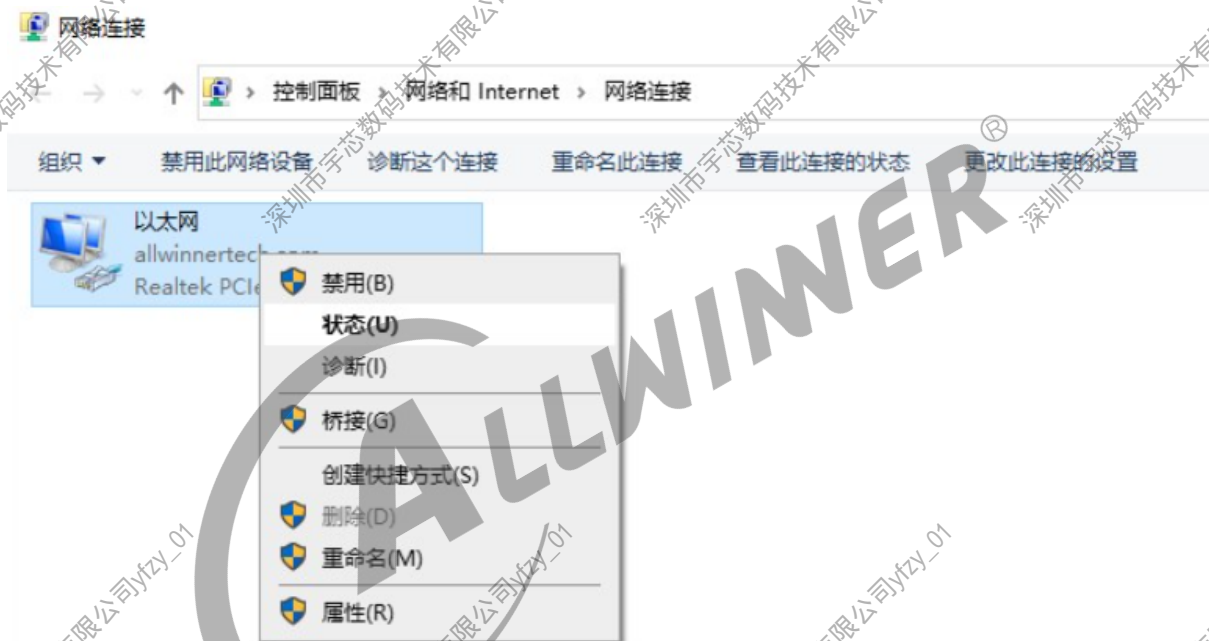 网络连接
控制面板 › 网络和 Internet › 网络连接
组织 禁用此网络设备 诊断这个连接 重命名此连接 查看此连接的状态 更改此连接的设置
以太网
allwinnertech.com
Realtek PCIe
禁用(B)
状态(U)
诊断(I)
桥接(G)
创建快捷方式(S)
删除(D)
重命名(M)
属性(R)
ALLWINNER®
深圳市宇芯数码技术有限公司yfzy_01